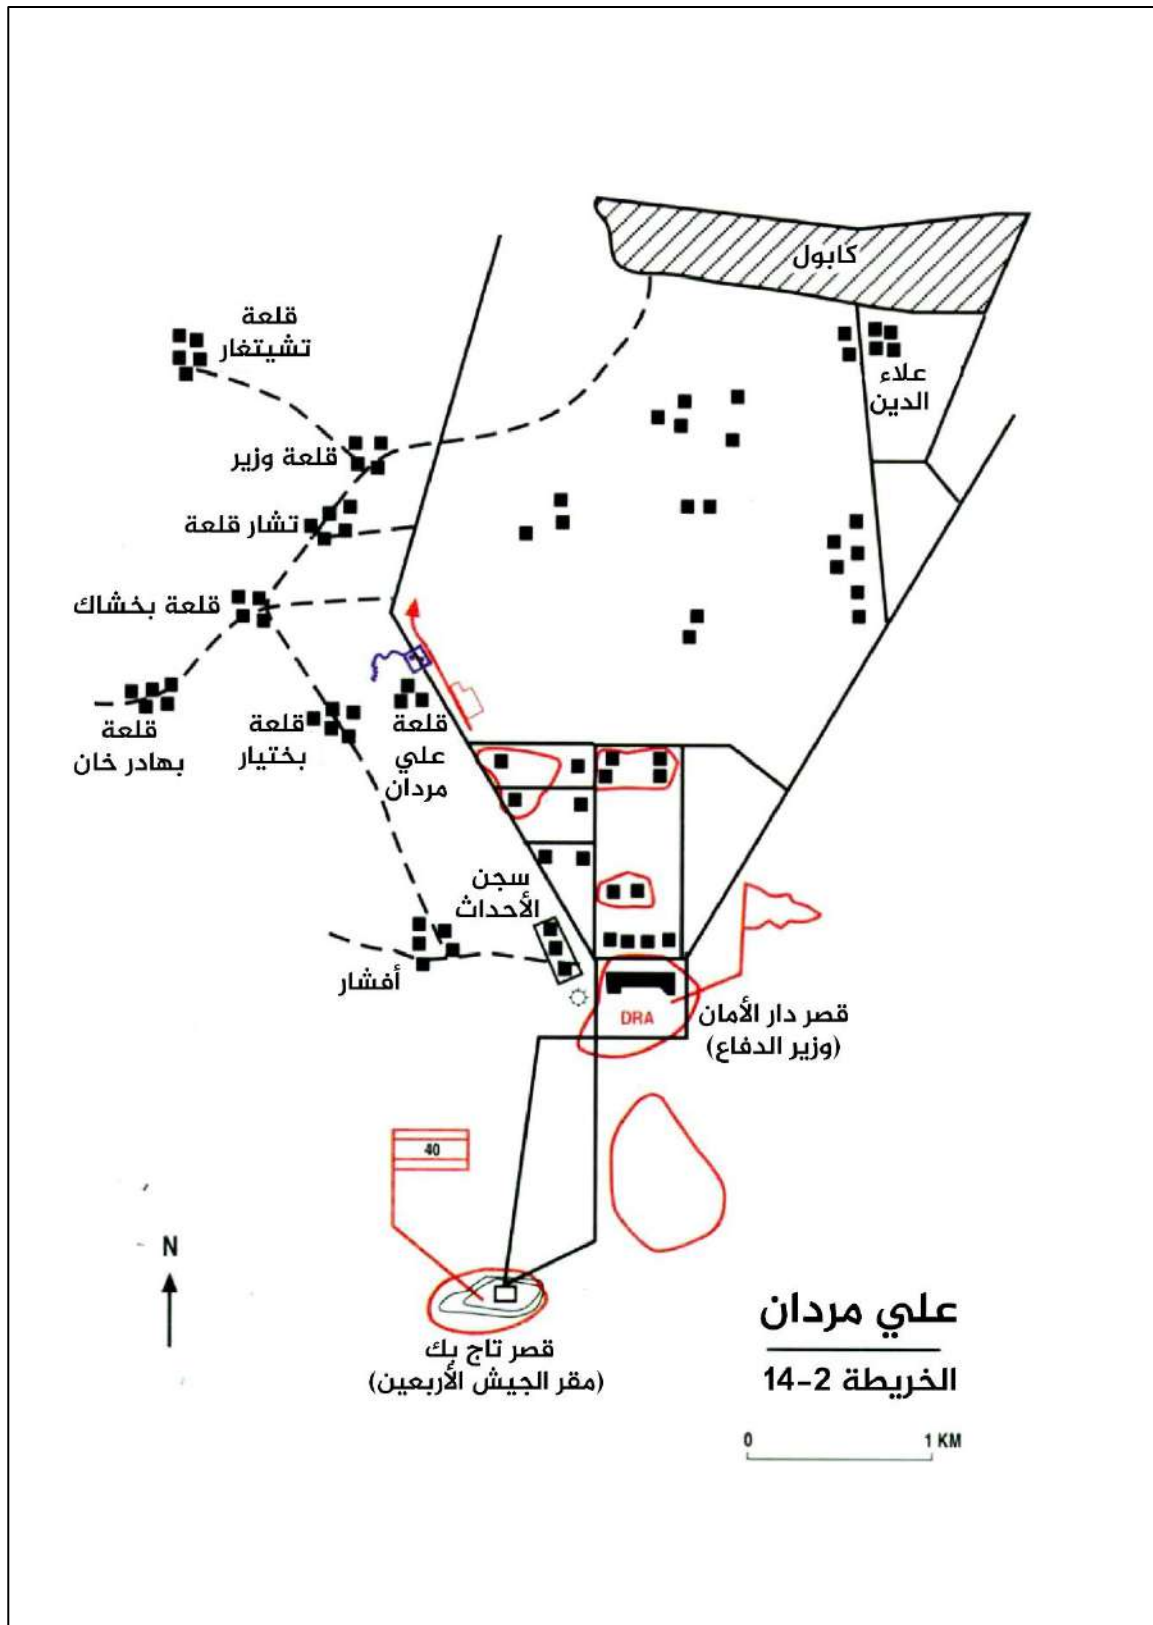 كابول
قلعة
تشيتغار
علاء
الدين
قلعة وزير
تشار قلعة
قلعة بخشاك
قلعة
بهادر خان
قلعة
بختيار
قلعة
علي
مردان
سجن
الأحداث
أفشار
DRA
قصر دار الأمان
(وزير الدفاع)
40
N
قصر تاج بك
(مقر الجيش الأربعين)
علي مردان
الخريطة 2-14
0 1 KM